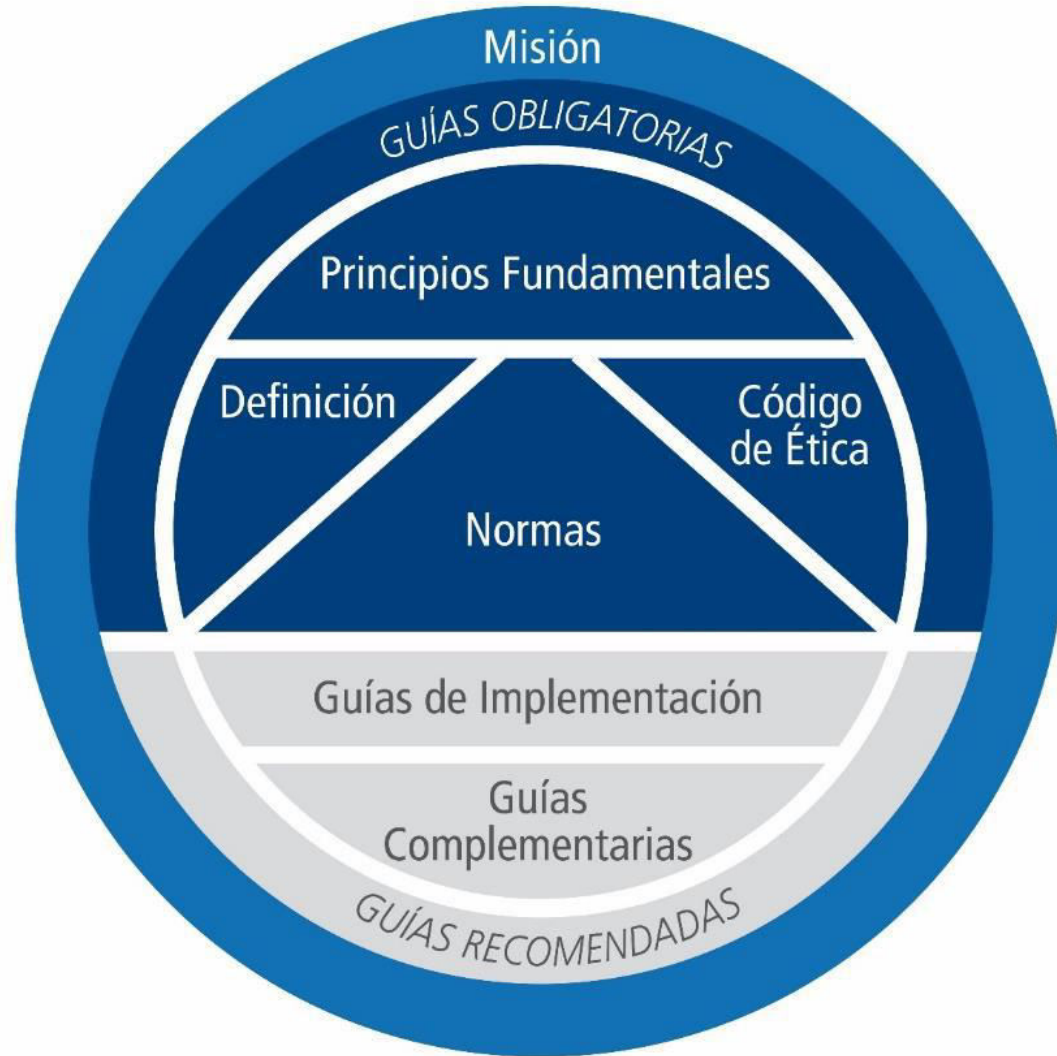 Misión
GUÍAS OBLIGATORIAS
Principios Fundamentales
Definición
Código
de Ética
Normas
Guías de Implementación
Guías
Complementarias
GUÍAS RECOMENDADAS